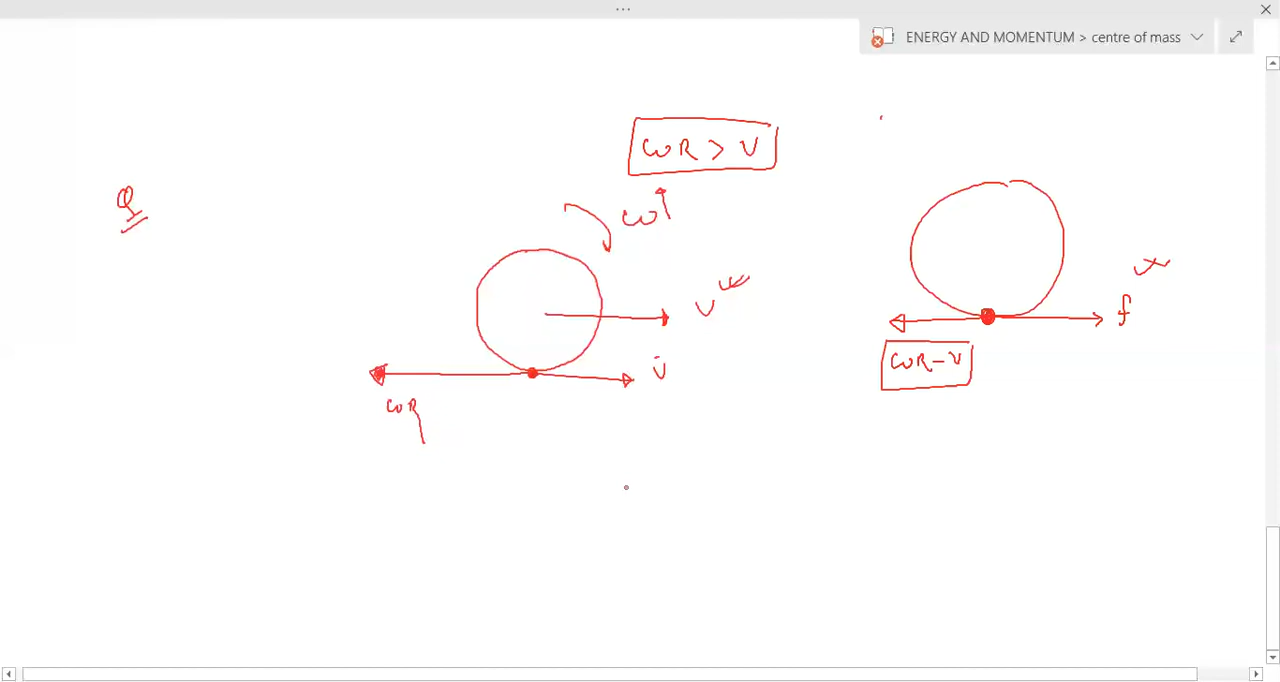 ENERGY AND MOMENTUM > centre of mass
Q
ωR > V
ω
V
V
ωR
f
ωR - V